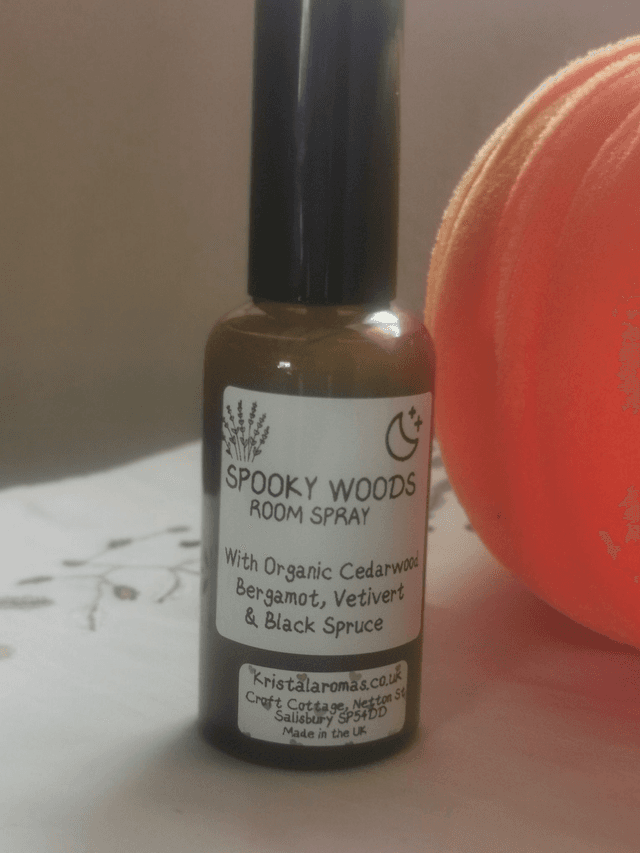 SPOOKY WOODS
ROOM SPRAY
With Organic Cedarwood
Bergamot, Vetivert
& Black Spruce
Kristalaromas.co.uk
Croft Cottage, Netton St
Salisbury SP54DD
Made in the UK